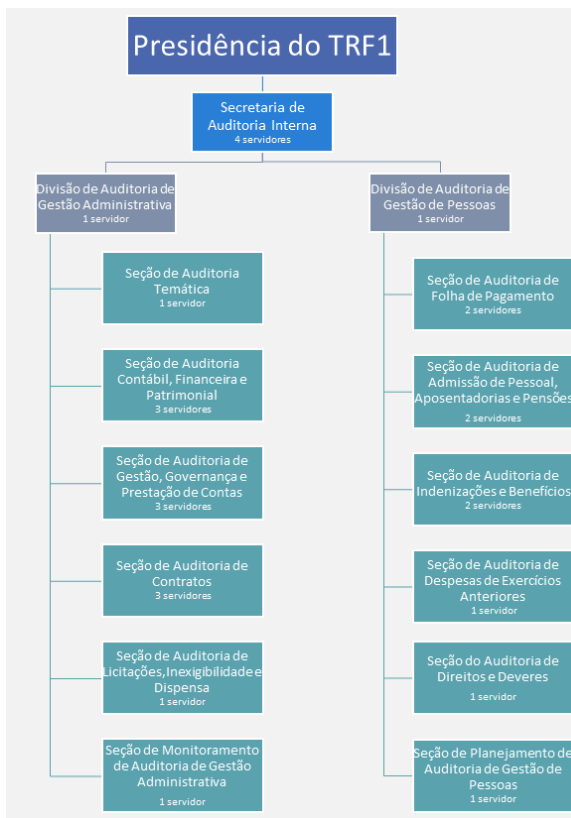 Presidência do TRF1
Secretaria de
Auditoria Interna
4 servidores
Divisão de Auditoria de
Gestão Administrativa
1 servidor
Seção de Auditoria
Temática
1 servidor
Seção de Auditoria
Contábil, Financeira e
Patrimonial
3 servidores
Seção de Auditoria de
Gestão, Governança e
Prestação de Contas
3 servidores
Seção de Auditoria de
Contratos
3 servidores
Seção de Auditoria de
Licitações, Inexigibilidade e
Dispensa
1 servidor
Seção de Monitoramento
de Auditoria de Gestão
Administrativa
1 servidor
Divisão de Auditoria de
Gestão de Pessoas
1 servidor
Seção de Auditoria de
Folha de Pagamento
2 servidores
Seção de Auditoria de
Admissão de Pessoal,
Aposentadorias e Pensões
2 servidores
Seção de Auditoria de
Indenizações e Benefícios
2 servidores
Seção de Auditoria de
Despesas de Exercícios
Anteriores
1 servidor
Seção do Auditoria de
Direitos e Deveres
1 servidor
Seção de Planejamento de
Auditoria de Gestão de
Pessoas
1 servidor